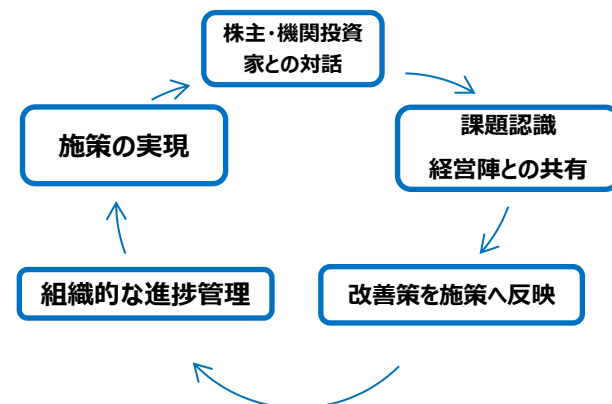 株主・機関投資
家との対話
課題認識
経営陣との共有
改善策を施策へ反映
組織的な進捗管理
施策の実現